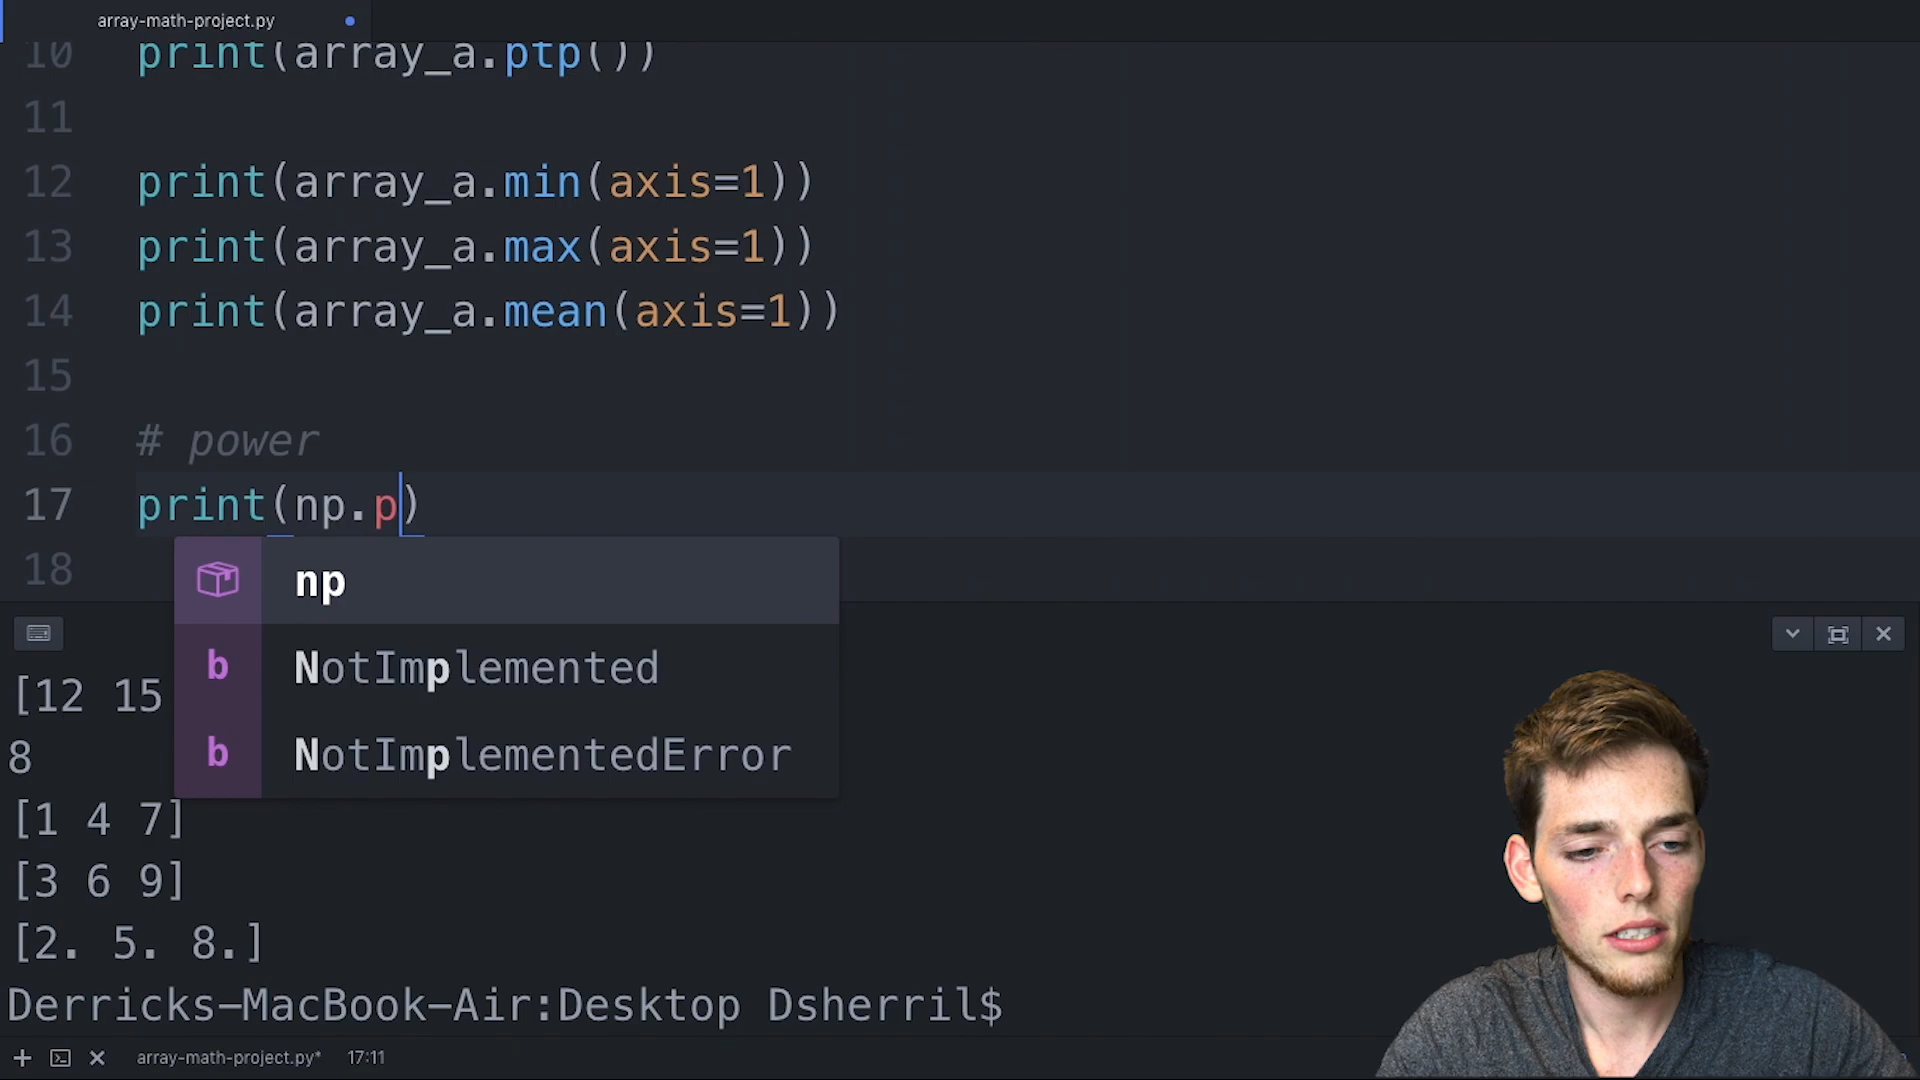 array-math-project.py
10 print(array_a.ptp())
11
12 print(array_a.min(axis=1))
13 print(array_a.max(axis=1))
14 print(array_a.mean(axis=1))
15
16 # power
17 print(np.p)
18
np
b NotImplemented
b NotImplementedError
[12 15
8
[1 4 7]
[3 6 9]
[2. 5. 8.]
Derricks-MacBook-Air:Desktop Dsherril$
array-math-project.py* 17:11